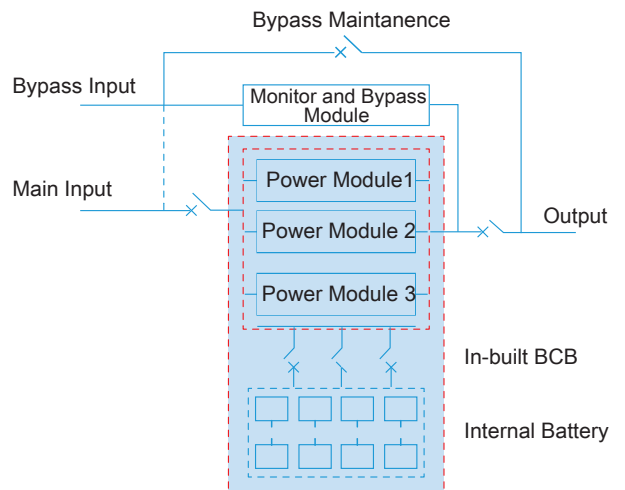 Bypass Maintanence
Bypass Input
Monitor and Bypass
Module
Main Input
Power Module1
Power Module 2
Output
Power Module 3
In-built BCB
Internal Battery